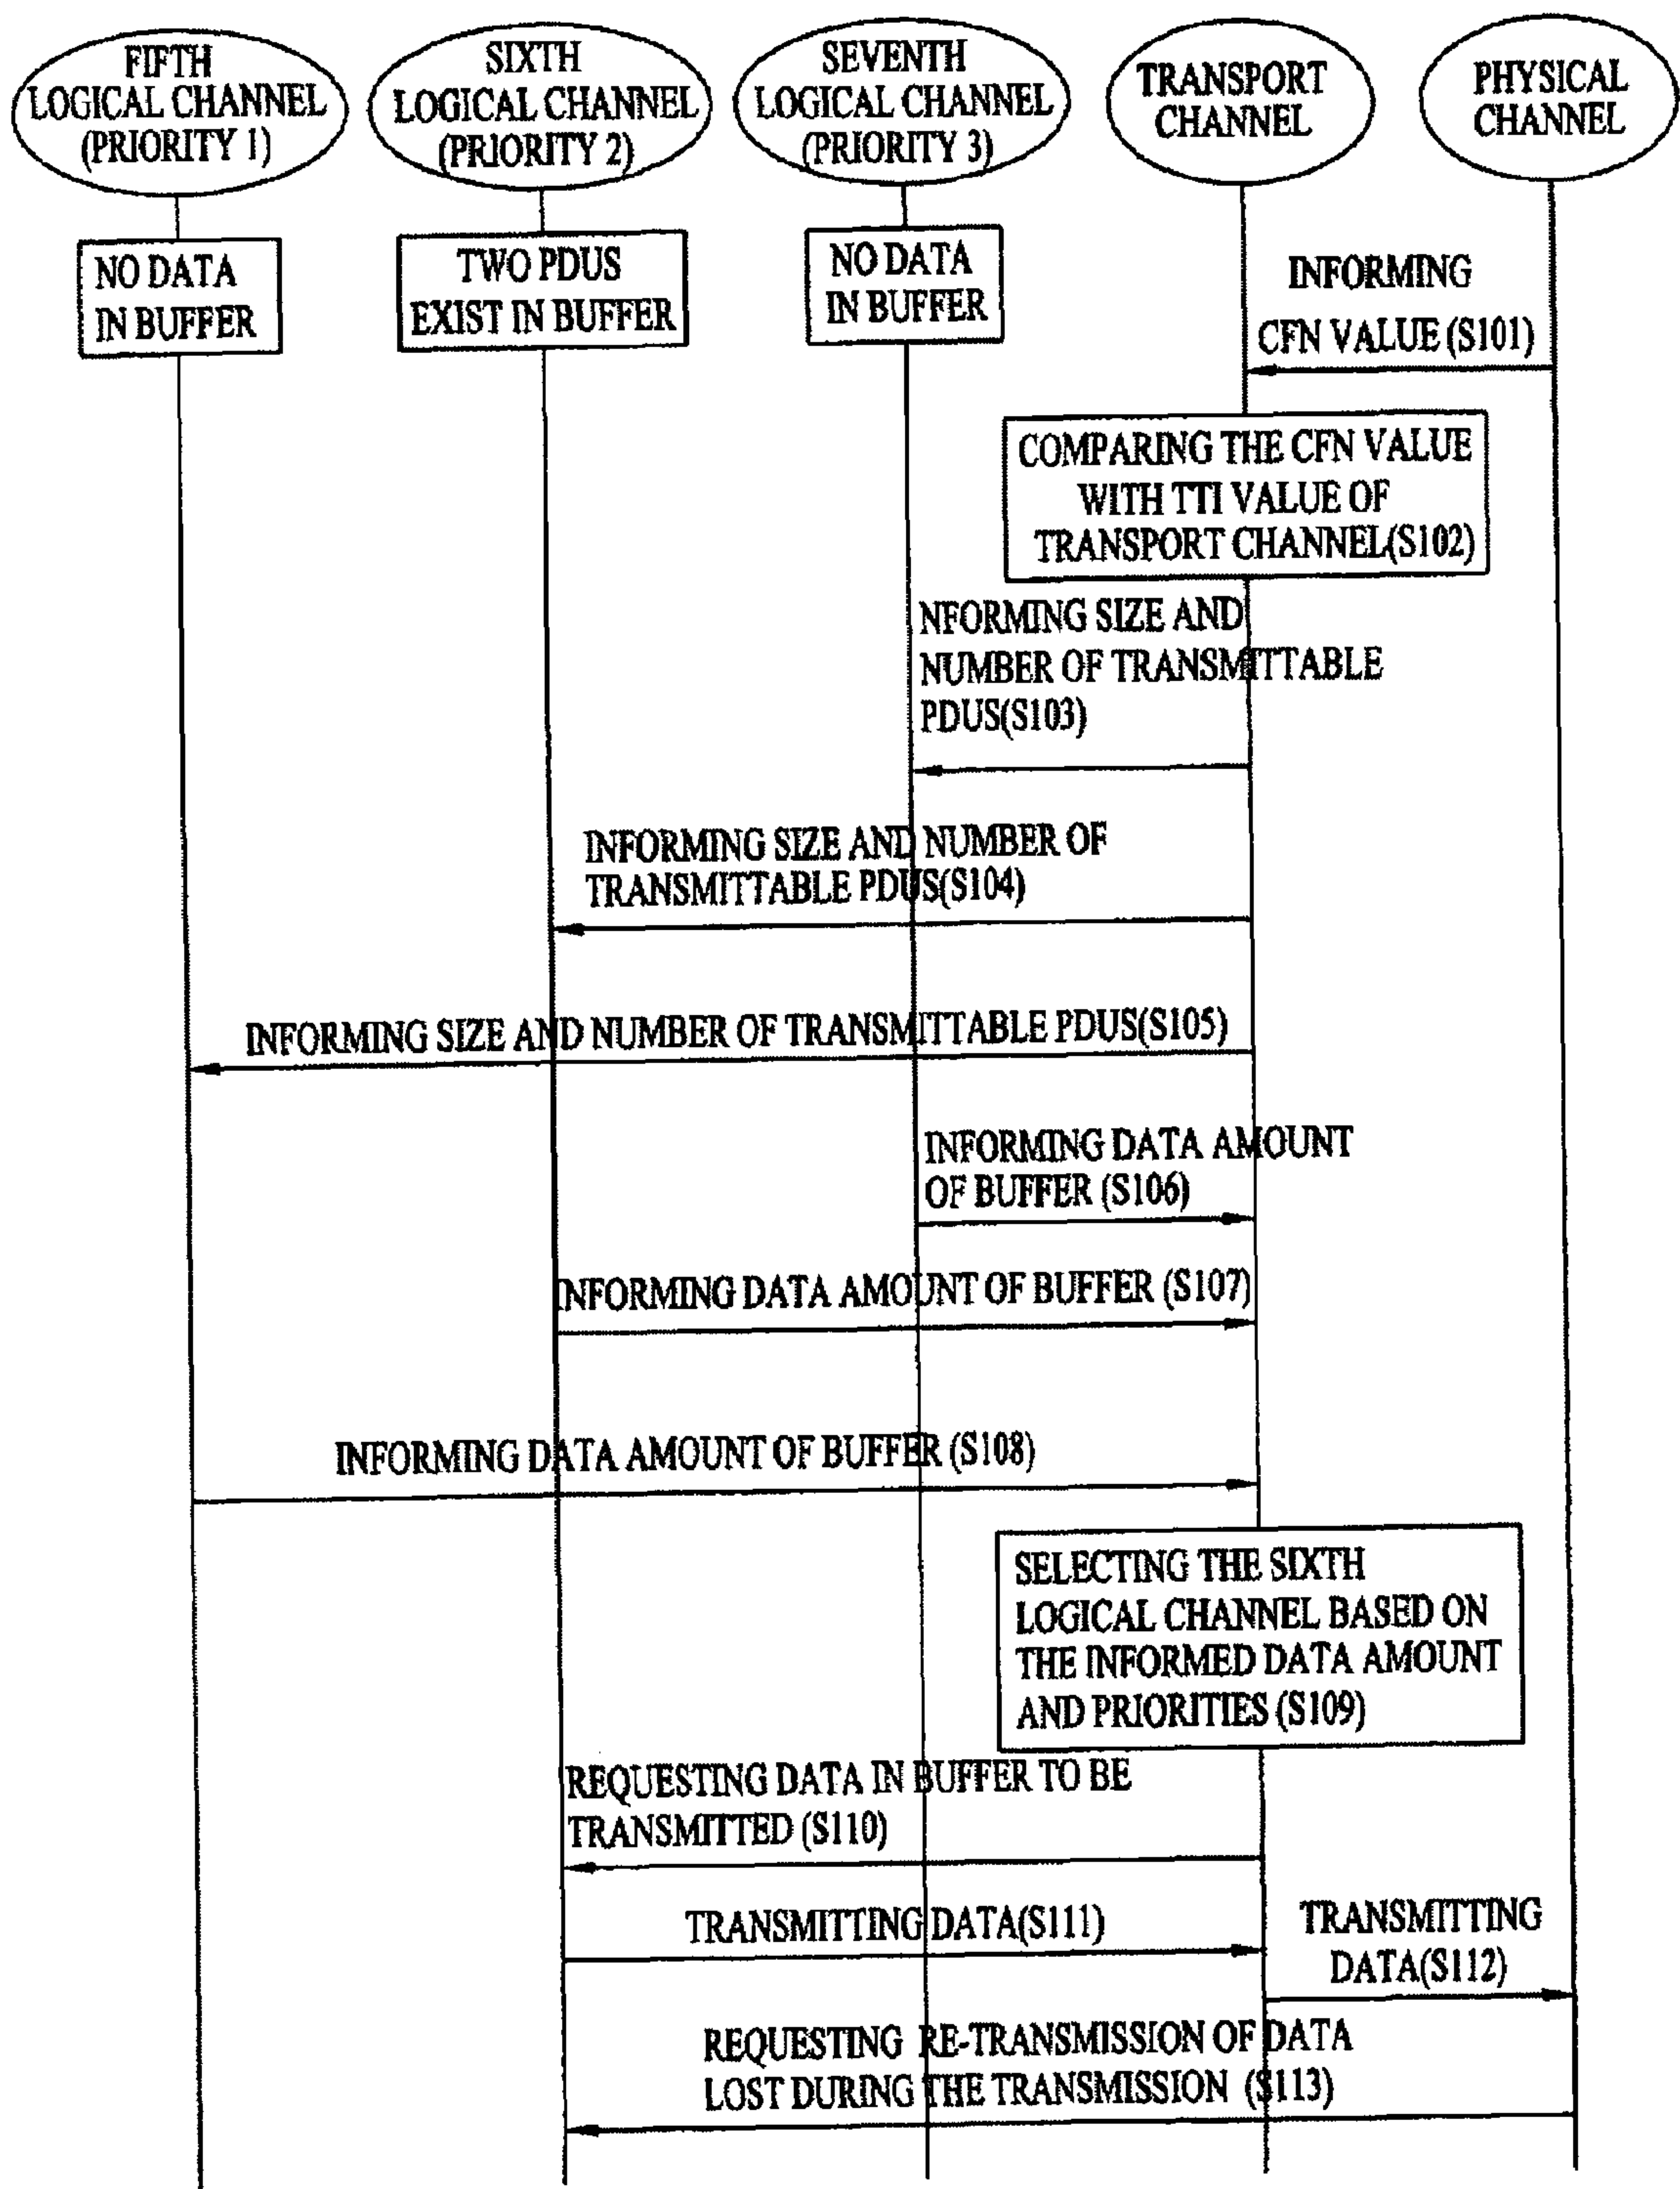 FIFTH
LOGICAL CHANNEL
(PRIORITY 1)
SIXTH
LOGICAL CHANNEL
(PRIORITY 2)
SEVENTH
LOGICAL CHANNEL
(PRIORITY 3)
TRANSPORT
CHANNEL
PHYSICAL
CHANNEL
NO DATA
IN BUFFER
TWO PDUS
EXIST IN BUFFER
NO DATA
IN BUFFER
INFORMING
CFN VALUE (S101)
COMPARING THE CFN VALUE
WITH TTI VALUE OF
TRANSPORT CHANNEL(S102)
NFORMING SIZE AND
NUMBER OF TRANSMITTABLE
PDUS(S103)
INFORMING SIZE AND NUMBER OF
TRANSMITTABLE PDUS(S104)
INFORMING SIZE AND NUMBER OF TRANSMITTABLE PDUS(S105)
INFORMING DATA AMOUNT
OF BUFFER (S106)
INFORMING DATA AMOUNT OF BUFFER (S107)
INFORMING DATA AMOUNT OF BUFFER (S108)
SELECTING THE SIXTH
LOGICAL CHANNEL BASED ON
THE INFORMED DATA AMOUNT
AND PRIORITIES (S109)
REQUESTING DATA IN BUFFER TO BE
TRANSMITTED (S110)
TRANSMITTING DATA(S111)
TRANSMITTING
DATA(S112)
REQUESTING RE-TRANSMISSION OF DATA
LOST DURING THE TRANSMISSION (S113)